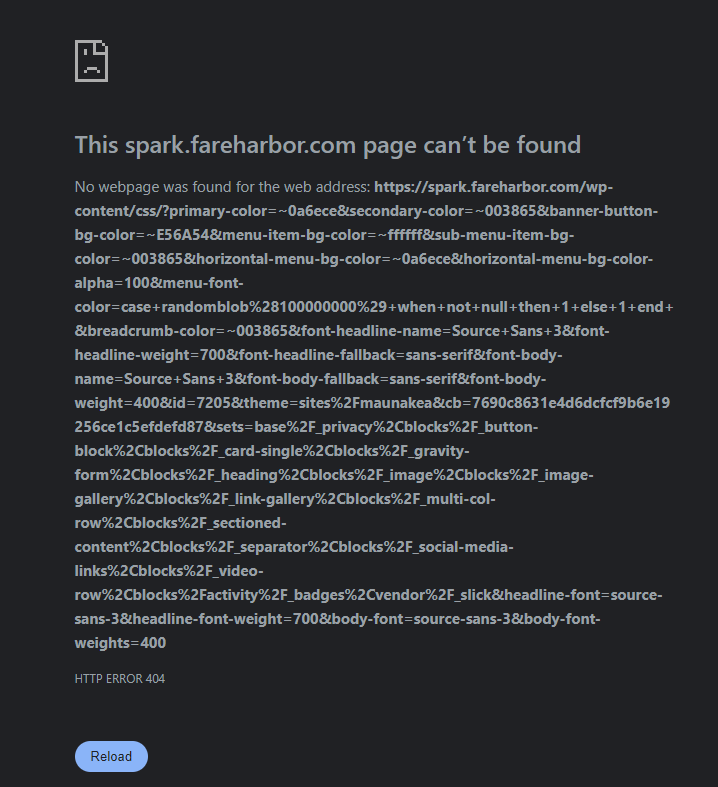 This spark.fareharbor.com page can't be found
No webpage was found for the web address: https://spark.fareharbor.com/wp-
content/css/?primary-color=~0a6ece&secondary-color=~003865&banner-button-
bg-color=~E56A54&menu-item-bg-color=~ffffff&sub-menu-item-bg-
color=~003865&horizontal-menu-bg-color=~0a6ece&horizontal-menu-bg-color-
alpha=100&menu-font-
color=case+randomblob%28100000000%29+when+not+null+then+1+else+1+end+
&breadcrumb-color=~003865&font-headline-name=Source+Sans+3&font-
headline-weight=700&font-headline-fallback=sans-serif&font-body-
name=Source+Sans+3&font-body-fallback=sans-serif&font-body-
weight=400&id=7205&theme=sites%2Fmaunakea&cb=7690c8631e4d6dcfcf9b6e19
256ce1c5efdefd87&sets=base%2F_privacy%2Cblocks%2F_button-
block%2Cblocks%2F_card-single%2Cblocks%2F_gravity-
form%2Cblocks%2F_heading%2Cblocks%2F_image%2Cblocks%2F_image-
gallery%2Cblocks%2F_link-gallery%2Cblocks%2F_multi-col-
row%2Cblocks%2F_sectioned-
content%2Cblocks%2F_separator%2Cblocks%2F_social-media-
links%2Cblocks%2F_video-
row%2Cblocks%2Factivity%2F_badges%2Cvendor%2F_slick&headline-font=source-
sans-3&headline-font-weight=700&body-font=source-sans-3&body-font-
weights=400
HTTP ERROR 404
Reload